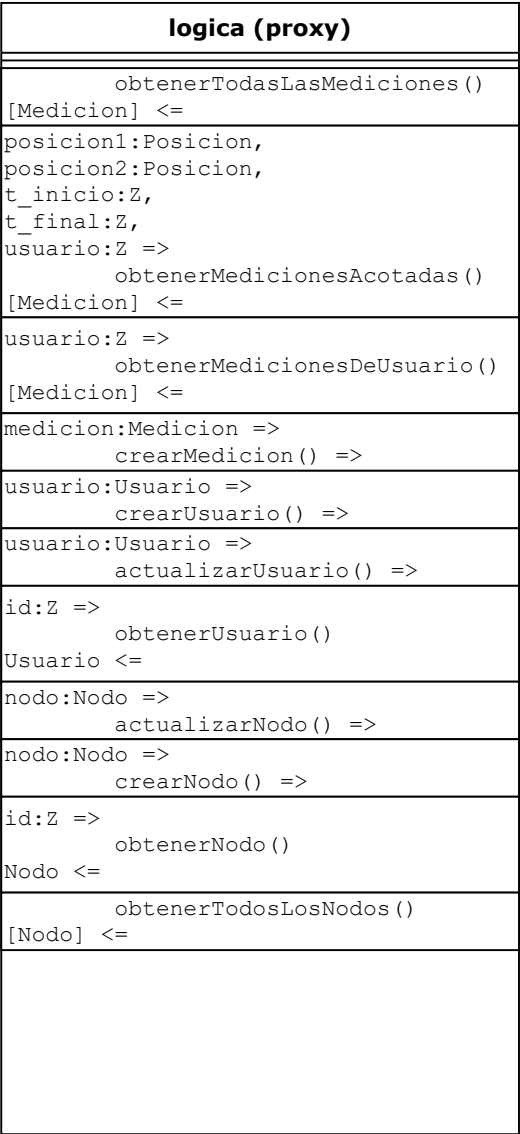 logica (proxy)
obtenerTodasLasMediciones()
[Medicion] <=
posicion1:Posicion,
posicion2:Posicion,
t_inicio:Z,
t_final:Z,
usuario:Z =>
obtenerMedicionesAcotadas()
[Medicion] <=
usuario:Z =>
obtenerMedicionesDeUsuario()
[Medicion] <=
medicion:Medicion =>
crearMedicion() =>
usuario:Usuario =>
crearUsuario() =>
usuario:Usuario =>
actualizarUsuario() =>
id:Z =>
obtenerUsuario()
Usuario <=
nodo:Nodo =>
actualizarNodo() =>
nodo:Nodo =>
crearNodo() =>
id:Z =>
obtenerNodo()
Nodo <=
obtenerTodosLosNodos()
[Nodo] <=